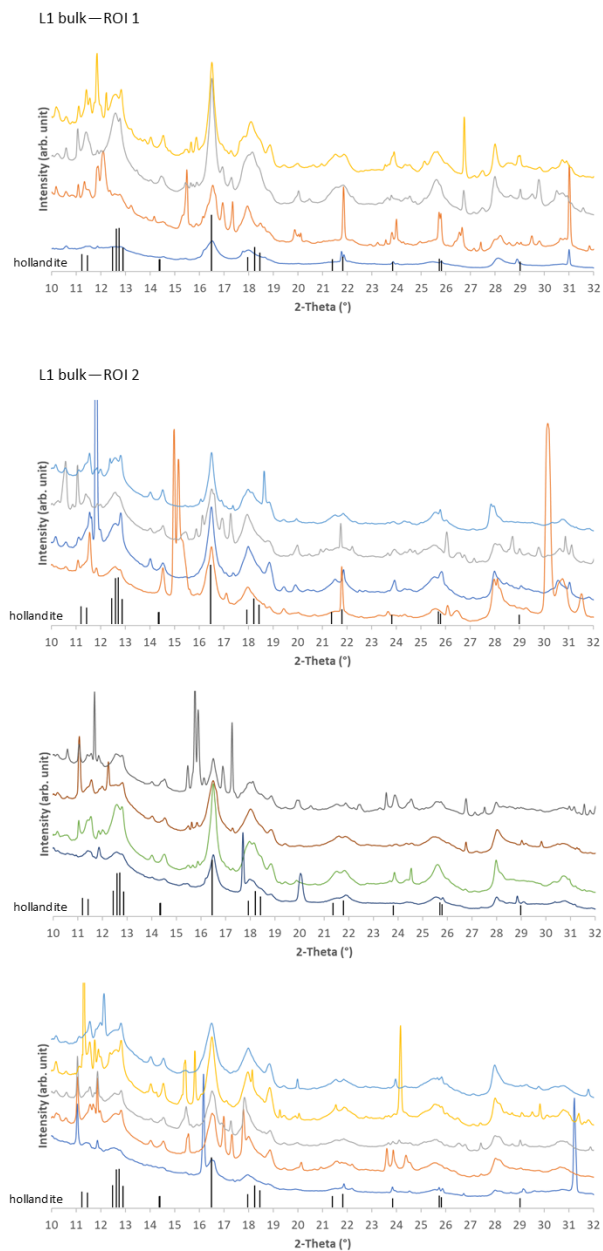 L1 bulk—ROI 1
Intensity (arb. unit)
hollandite
10 11 12 13 14 15 16 17 18 19 20 21 22 23 24 25 26 27 28 29 30 31 32
2-Theta (°)
L1 bulk—ROI 2
Intensity (arb. unit)
hollandite
10 11 12 13 14 15 16 17 18 19 20 21 22 23 24 25 26 27 28 29 30 31 32
2-Theta (°)
Intensity (arb. unit)
hollandite
10 11 12 13 14 15 16 17 18 19 20 21 22 23 24 25 26 27 28 29 30 31 32
2-Theta (°)
Intensity (arb. unit)
hollandite
10 11 12 13 14 15 16 17 18 19 20 21 22 23 24 25 26 27 28 29 30 31 32
2-Theta (°)